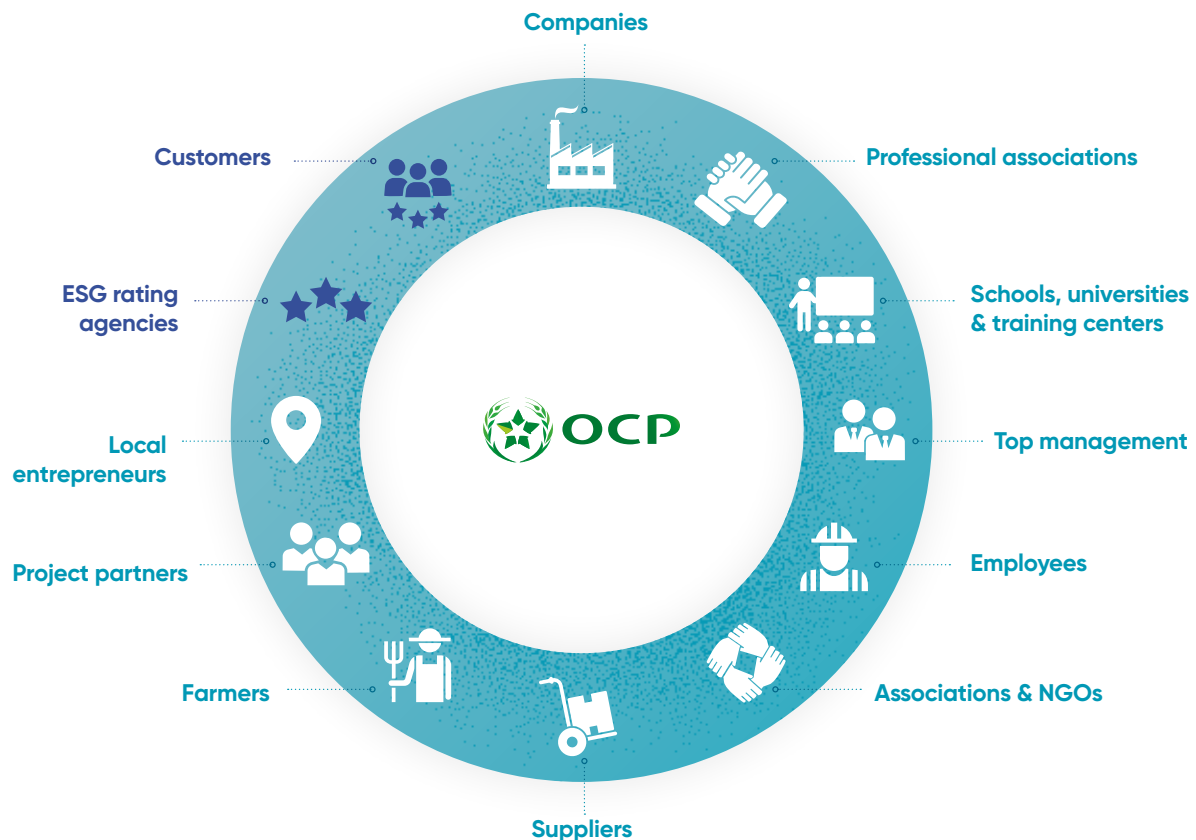 Companies
Customers
Professional associations
ESG rating
agencies
Schools, universities
& training centers
OCP
Local
entrepreneurs
Top management
Project partners
Employees
Farmers
Associations & NGOs
Suppliers